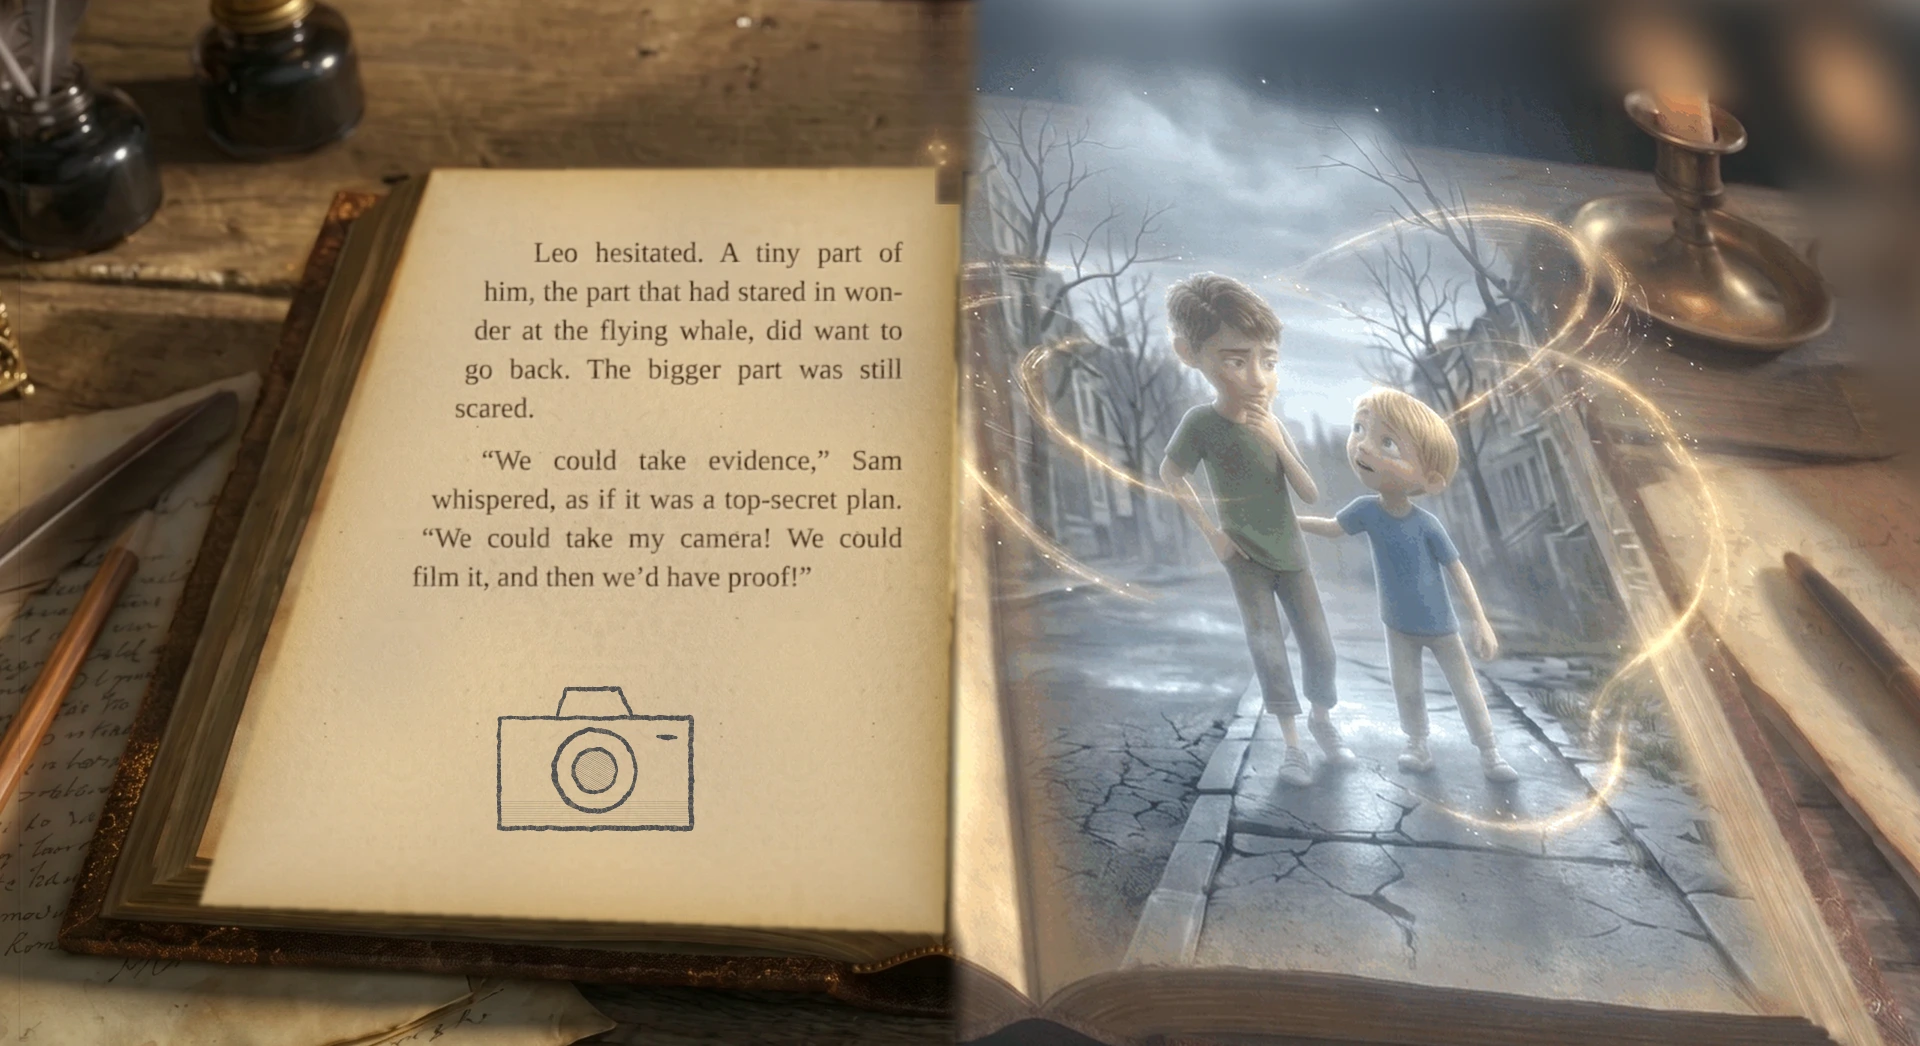 Leo hesitated. A tiny part of
him, the part that had stared in won-
der at the flying whale, did want to
go back. The bigger part was still
scared.
“We could take evidence,” Sam
whispered, as if it was a top-secret plan.
“We could take my camera! We could
film it, and then we’d have proof!”